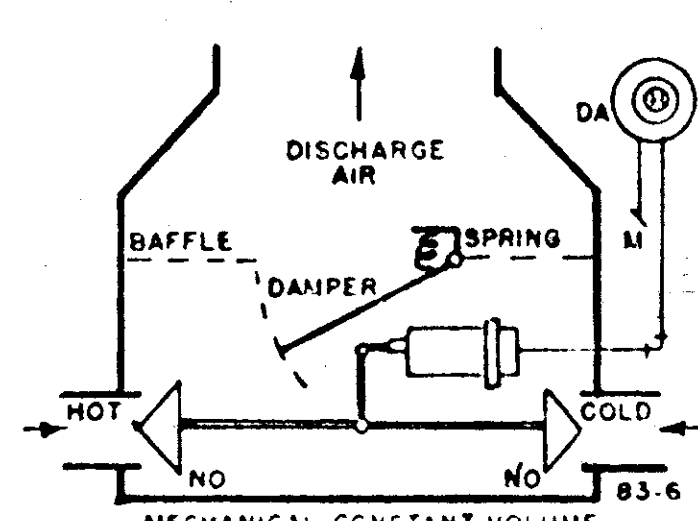 DISCHARGE
AIR
DA
BAFFLE
SPRING
M
DAMPER
HOT
COLD
NO
NO
83-6
MECHANICAL CONSTANT VOLUME